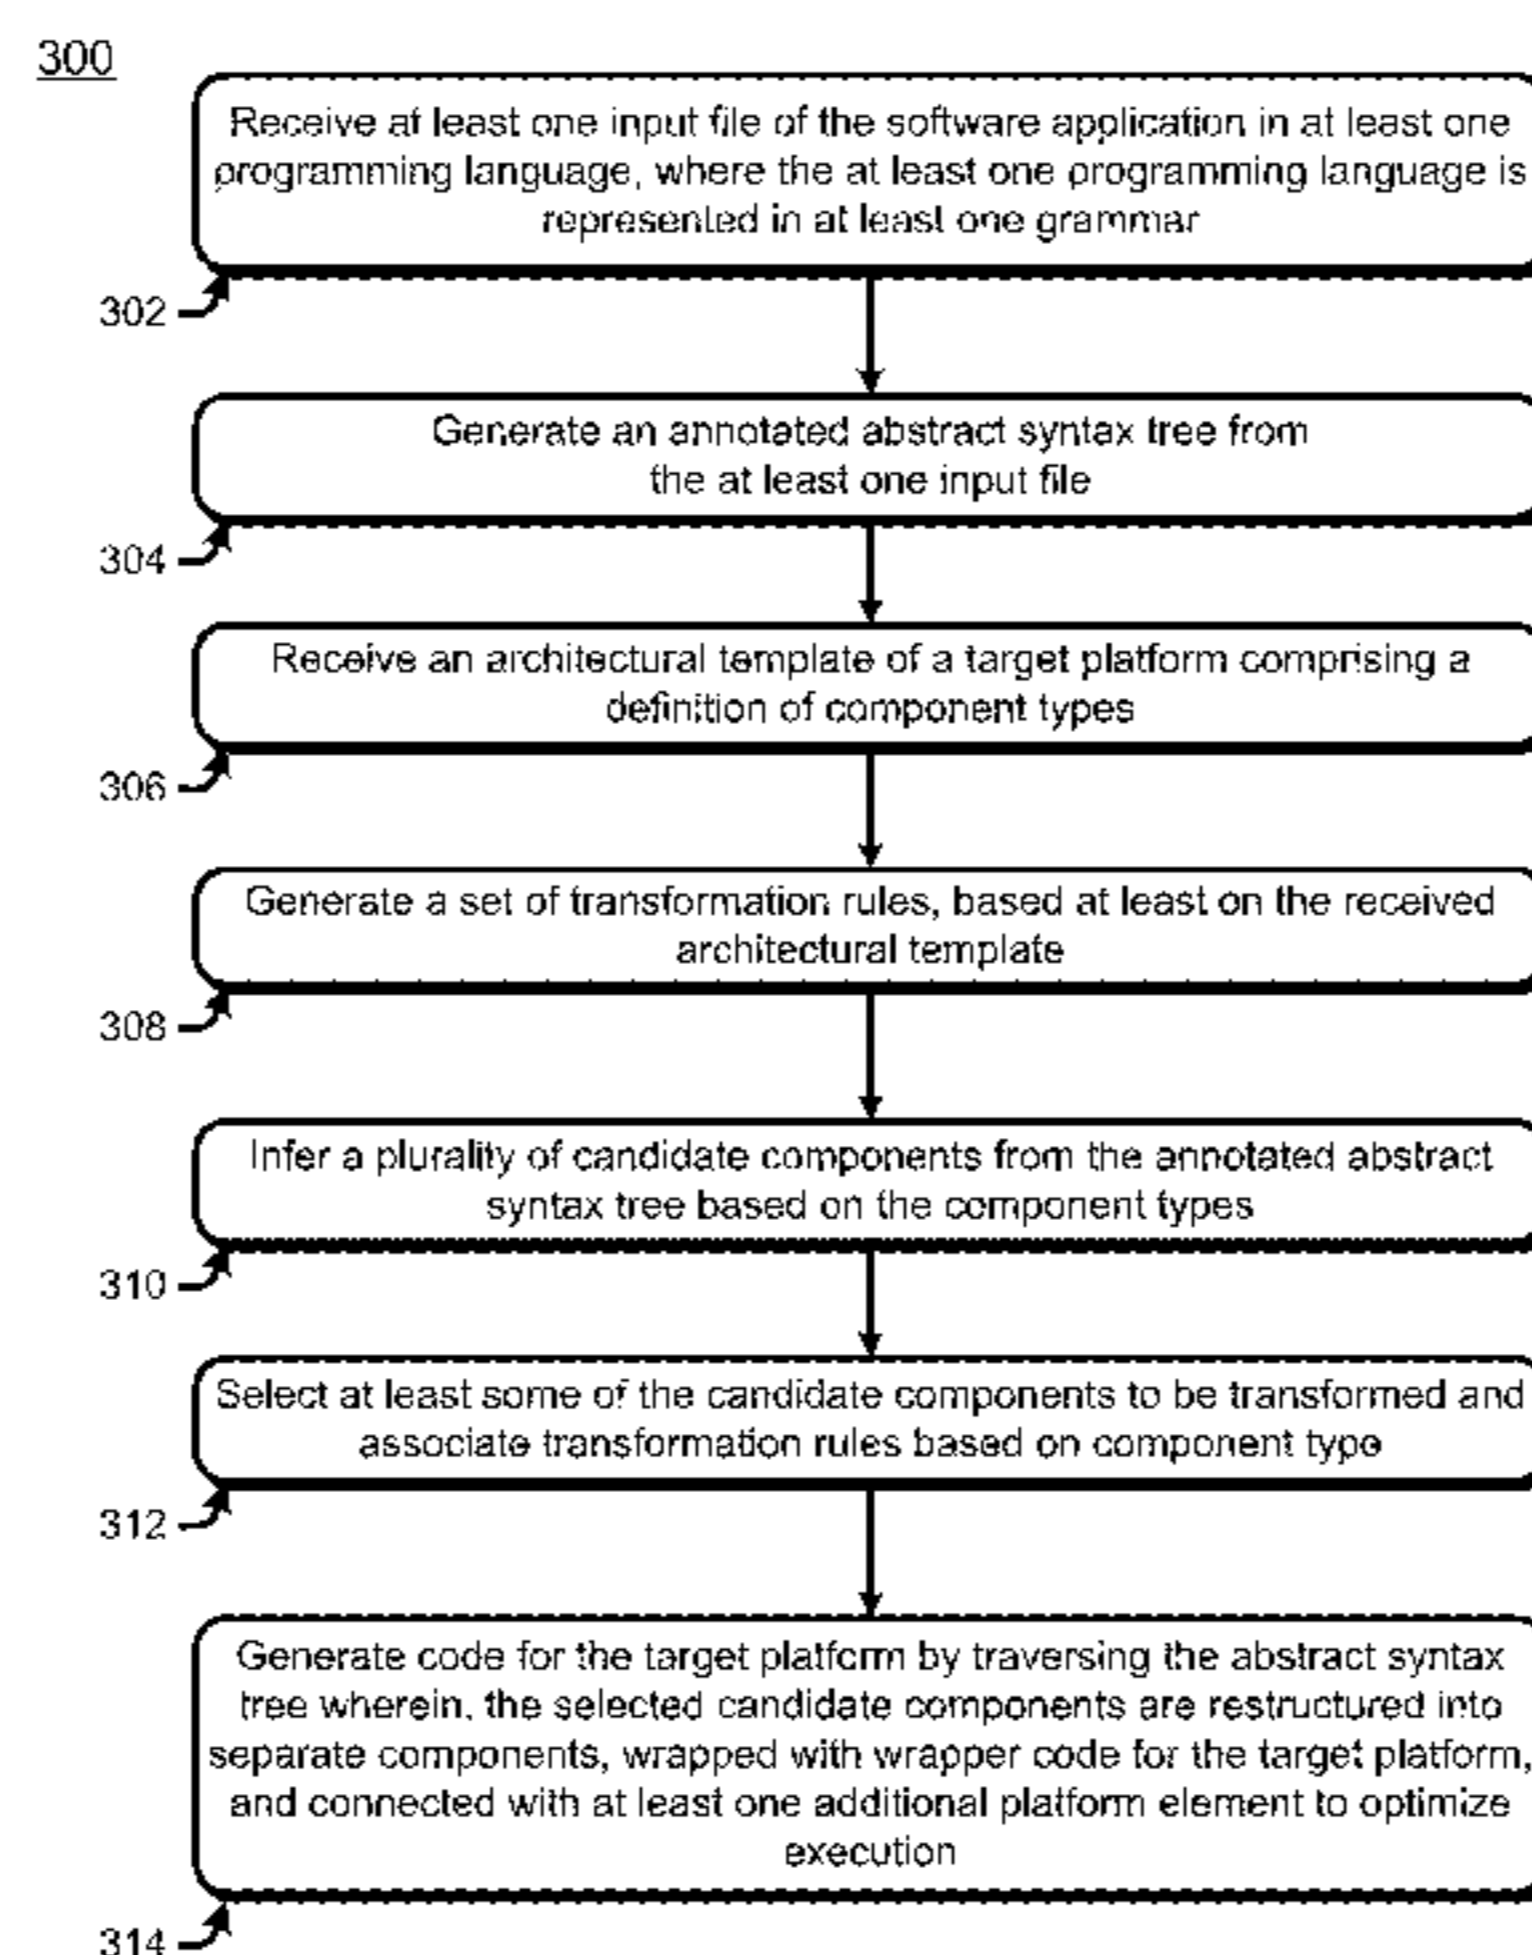 300
Receive at least one input file of the software application in at least one
programming language, where the at least one programming language is
represented in at least one grammar
302
Generate an annotated abstract syntax tree from
the at least one input file
304
Receive an architectural template of a target platform comprising a
definition of component types
306
Generate a set of transformation rules, based at least on the received
architectural template
308
Infer a plurality of candidate components from the annotated abstract
syntax tree based on the component types
310
Select at least some of the candidate components to be transformed and
associate transformation rules based on component type
312
Generate code for the target platform by traversing the abstract syntax
tree wherein, the selected candidate components are restructured into
separate components, wrapped with wrapper code for the target platform,
and connected with at least one additional platform element to optimize
execution
314